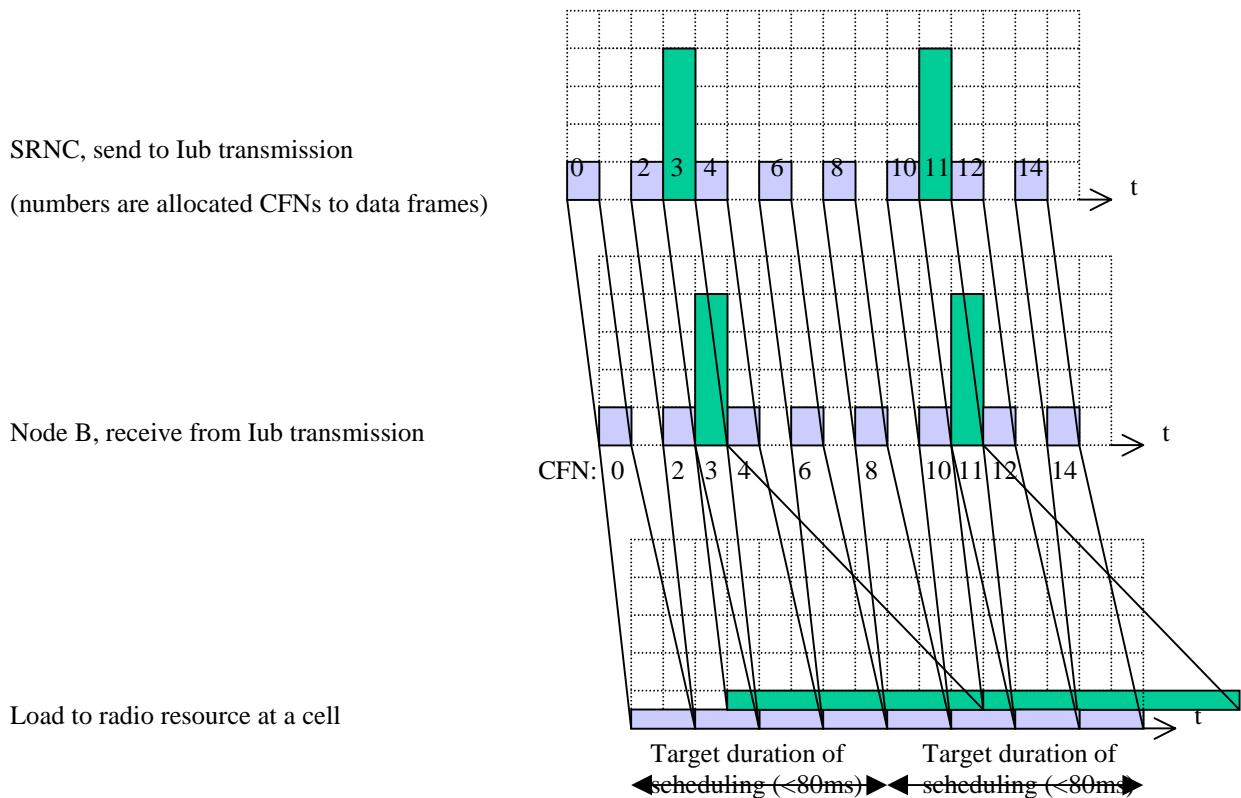 SRNC, send to Iub transmission
(numbers are allocated CFNs to data frames)
0 2 3 4 6 8 10 11 12 14
t
Node B, receive from Iub transmission
t
CFN: 0 2 3 4 6 8 10 11 12 14
Load to radio resource at a cell
t
Target duration of
scheduling (<80ms)
Target duration of
scheduling (<80ms)